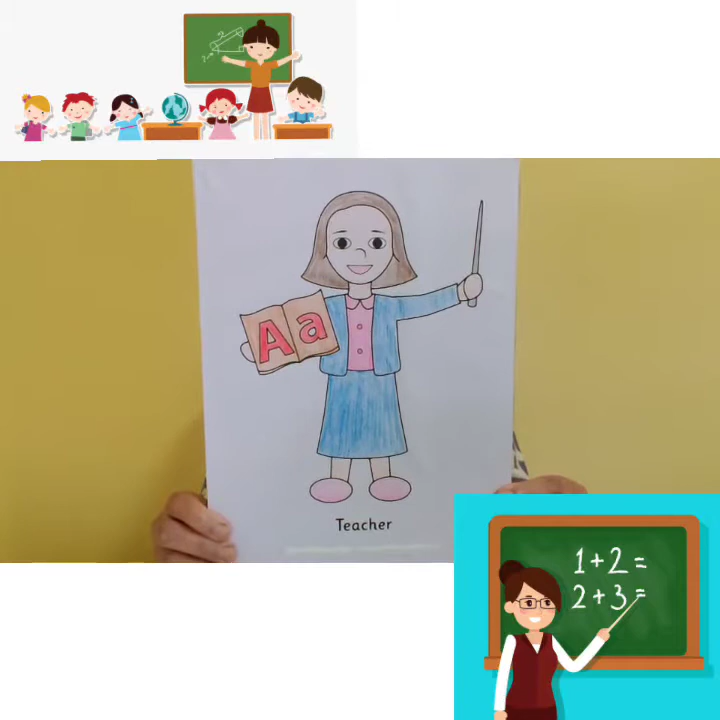 Aa
Teacher
1+2=
2+3=